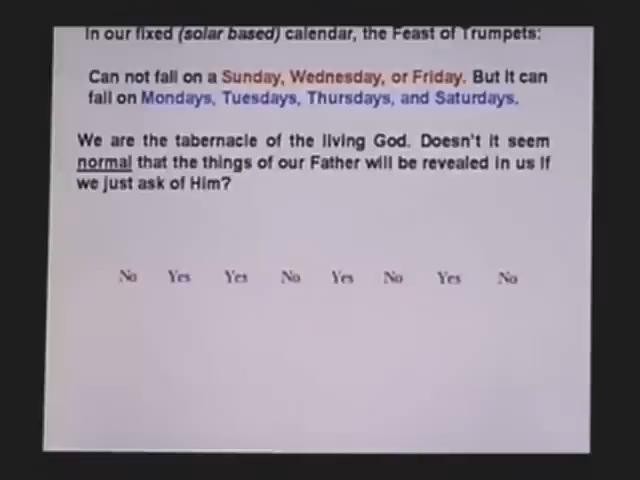 In our fixed (solar based) calendar, the Feast of Trumpets:
Can not fall on a Sunday, Wednesday, or Friday. But it can
fall on Mondays, Tuesdays, Thursdays, and Saturdays.
We are the tabernacle of the living God. Doesn't it seem
normal that the things of our Father will be revealed in us if
we just ask of Him?
No Yes Yes No Yes No Yes No